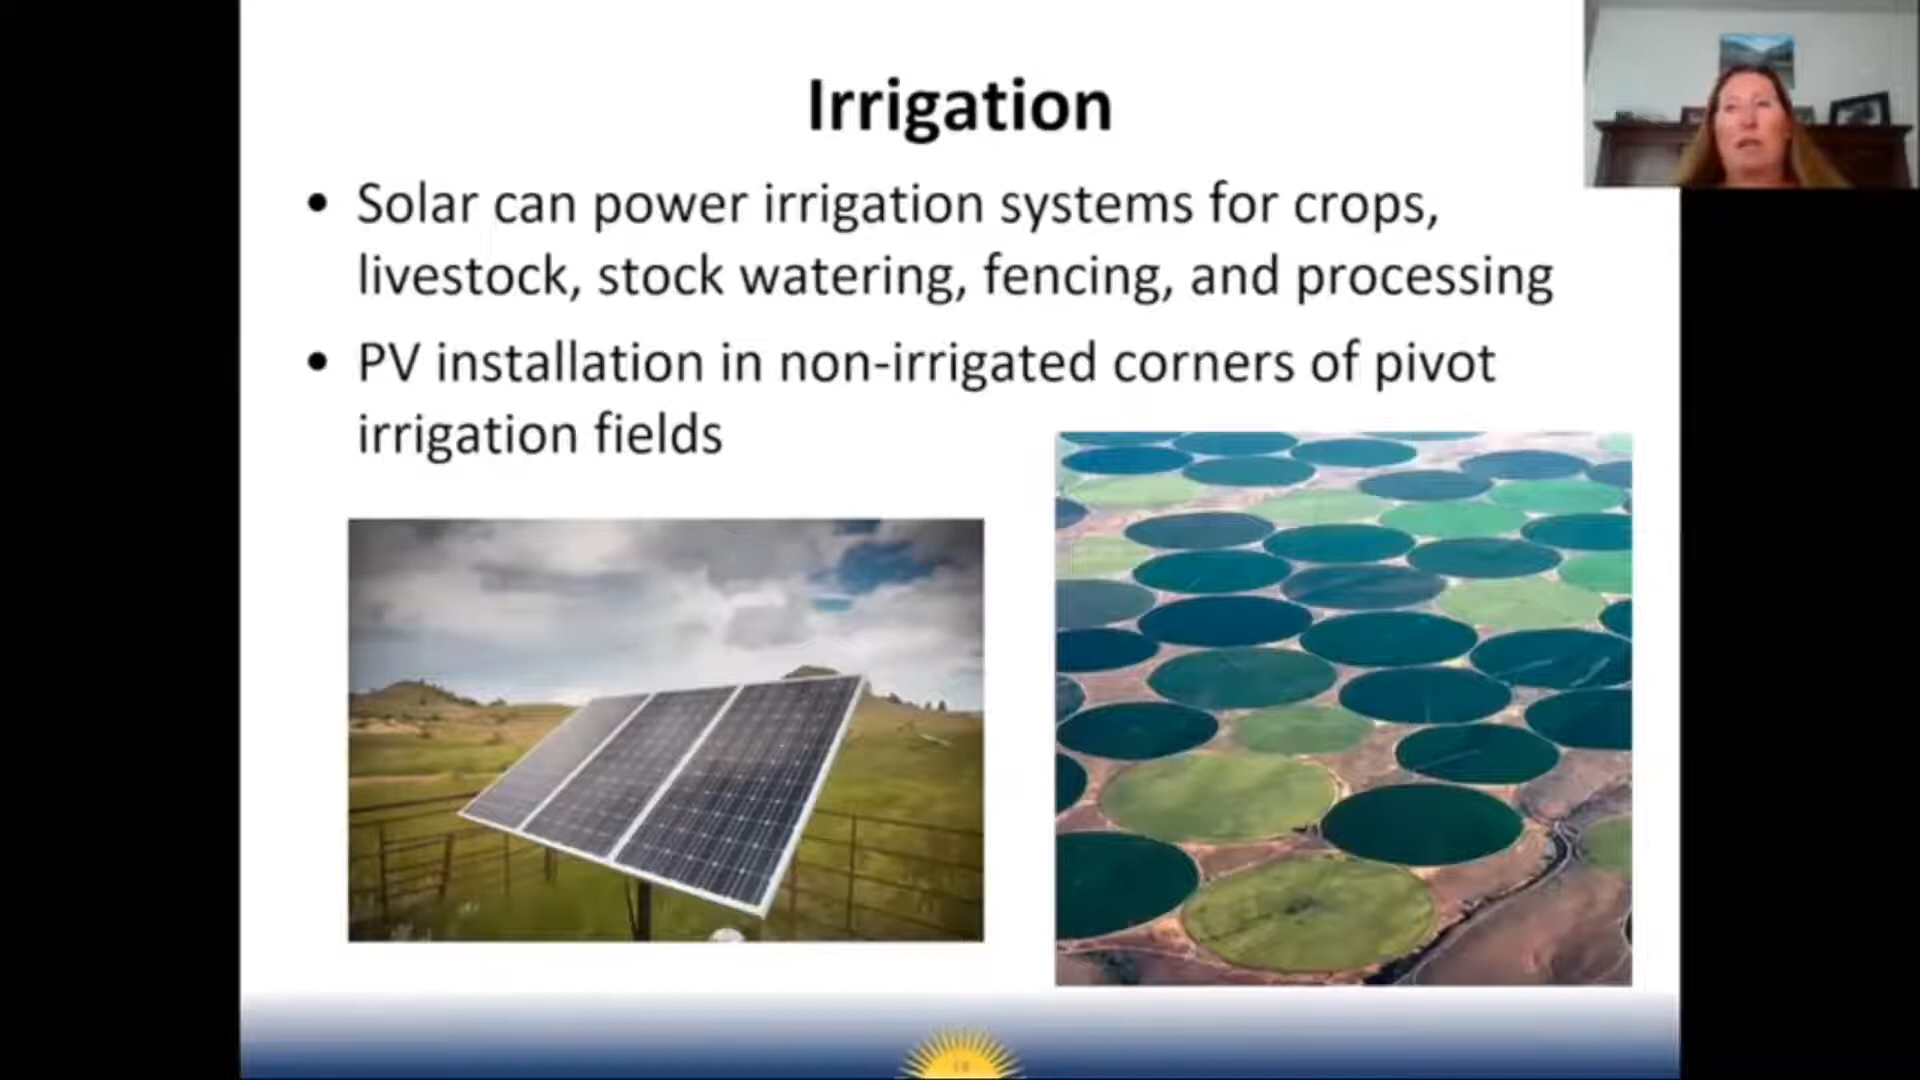 Irrigation
• Solar can power irrigation systems for crops,
livestock, stock watering, fencing, and processing
• PV installation in non-irrigated corners of pivot
irrigation fields